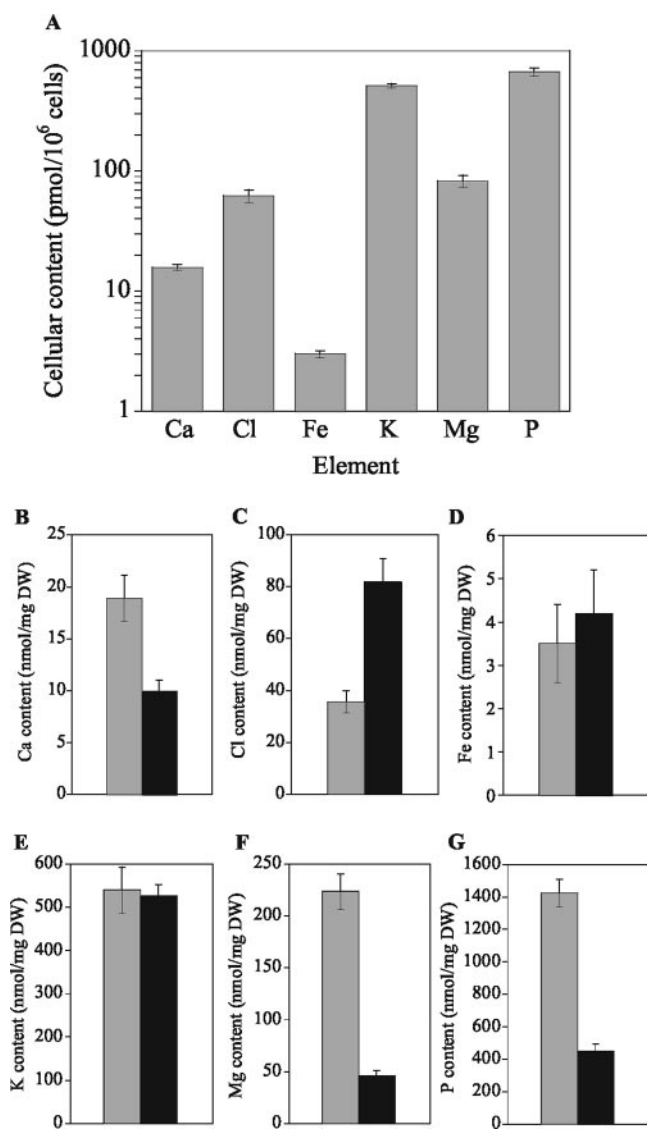 A
Cellular content (pmol/10⁶ cells)
1000
100
10
1
Ca Cl Fe K Mg P
Element
B
Ca content (nmol/mg DW)
25
20
15
10
5
0
C
Cl content (nmol/mg DW)
100
80
60
40
20
0
D
Fe content (nmol/mg DW)
6
5
4
3
2
1
0
E
K content (nmol/mg DW)
600
500
400
300
200
100
0
F
Mg content (nmol/mg DW)
250
200
150
100
50
0
G
P content (nmol/mg DW)
1600
1400
1200
1000
800
600
400
200
0